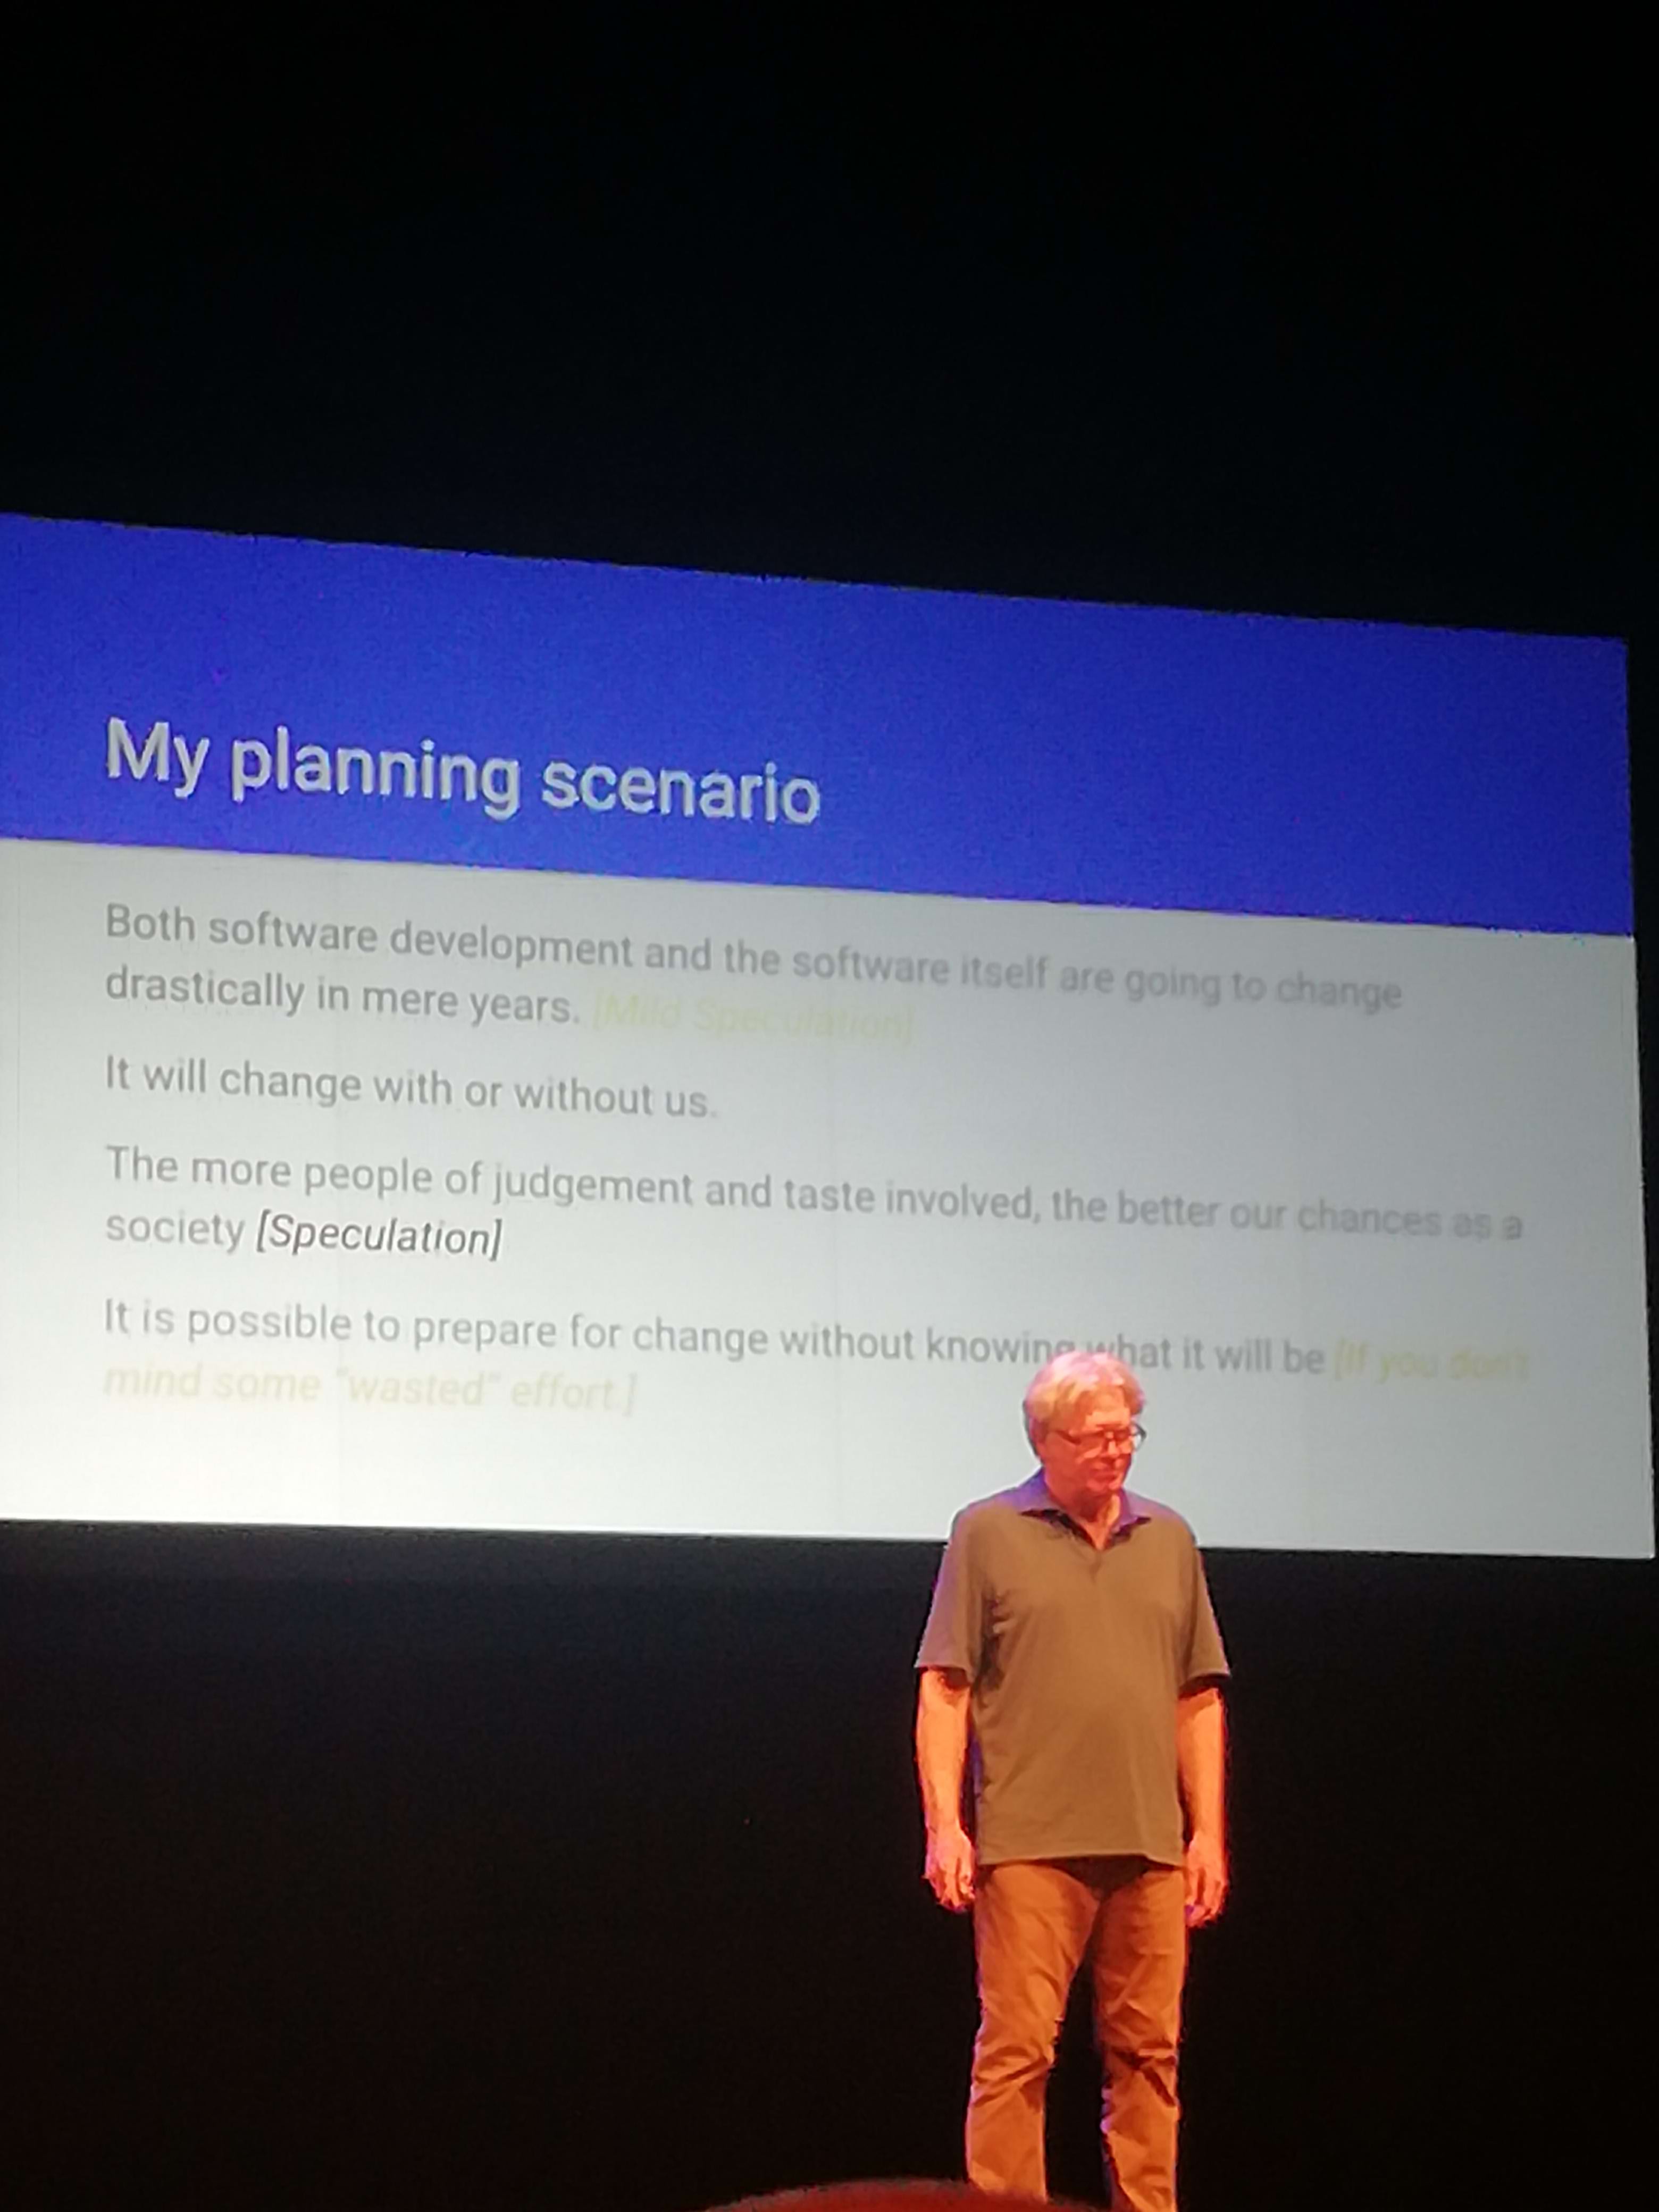 My planning scenario
Both software development and the software itself are going to change
drastically in mere years. [Mild Speculation]
It will change with or without us.
The more people of judgement and taste involved, the better our chances as a
society [Speculation]
It is possible to prepare for change without knowing what it will be [If you don't
mind some "wasted" effort.]